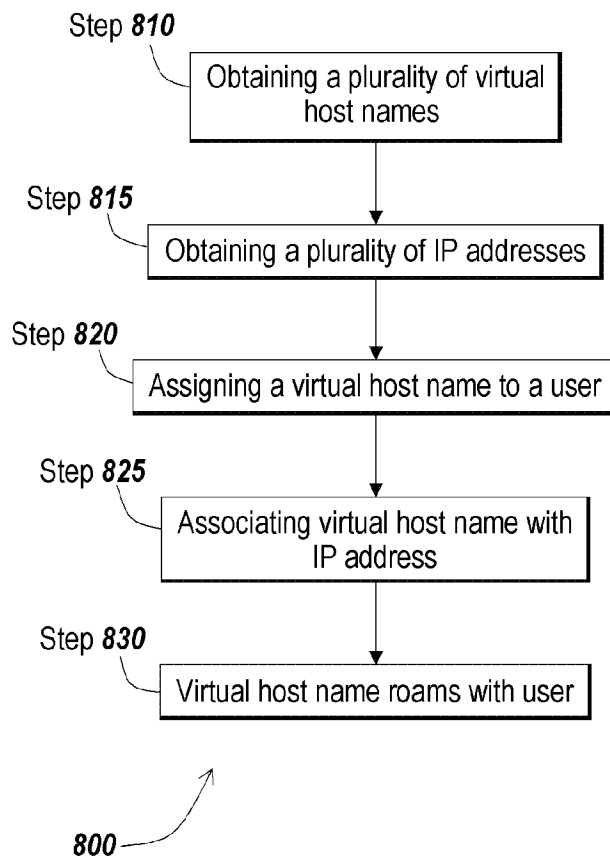 Step 810
Obtaining a plurality of virtual
host names
Step 815
Obtaining a plurality of IP addresses
Step 820
Assigning a virtual host name to a user
Step 825
Associating virtual host name with
IP address
Step 830
Virtual host name roams with user
800